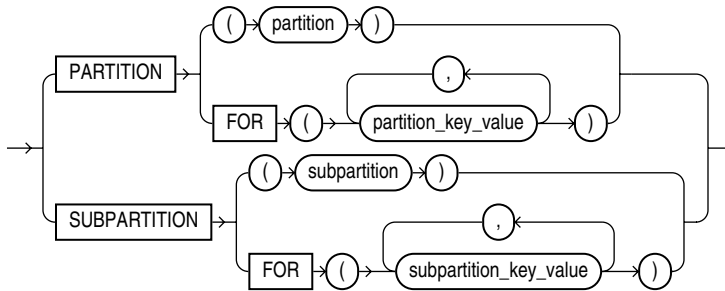 ( partition )
PARTITION
,
FOR ( partition_key_value )
( subpartition )
SUBPARTITION
,
FOR ( subpartition_key_value )